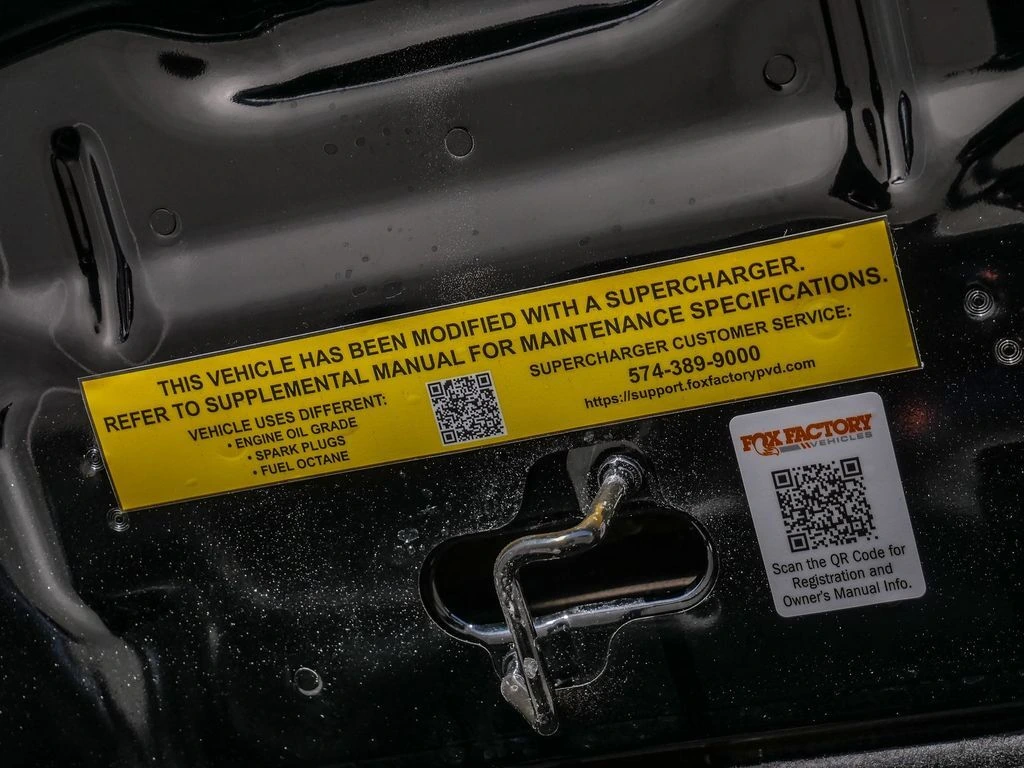 THIS VEHICLE HAS BEEN MODIFIED WITH A SUPERCHARGER.
REFER TO SUPPLEMENTAL MANUAL FOR MAINTENANCE SPECIFICATIONS.
VEHICLE USES DIFFERENT:
• ENGINE OIL GRADE
• SPARK PLUGS
• FUEL OCTANE
SUPERCHARGER CUSTOMER SERVICE:
574-389-9000
https://support.foxfactorypvd.com
FOX FACTORY
VEHICLES
Scan the QR Code for
Registration and
Owner's Manual Info.